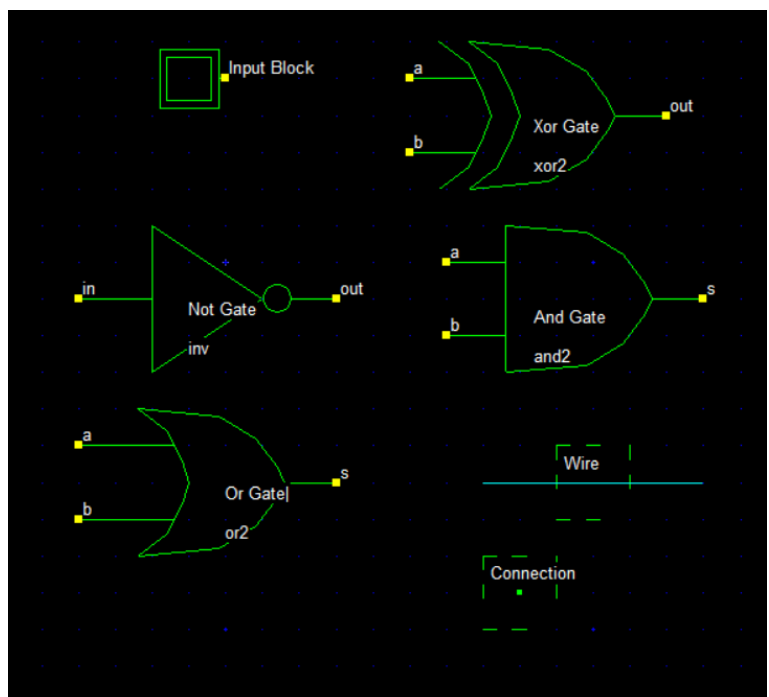 Input Block
a
b
Xor Gate
xor2
out
in
Not Gate
inv
out
a
b
And Gate
and2
s
a
b
Or Gate
or2
s
Wire
Connection